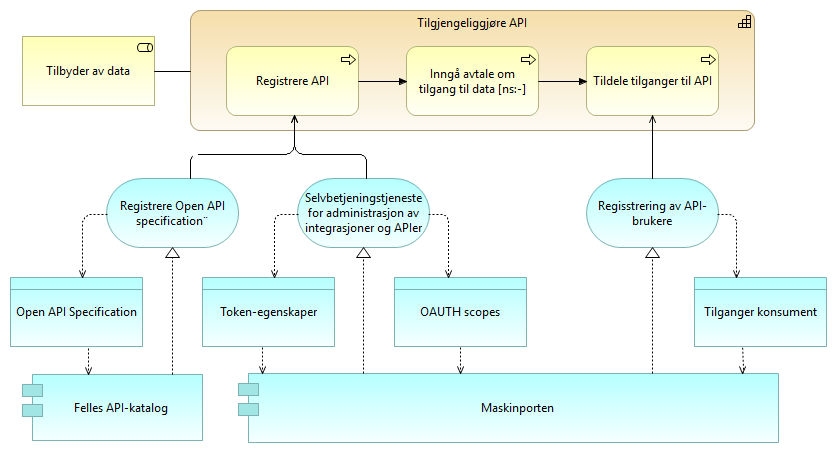 Tilgjengeliggjøre API
Tilbyder av data
Registrere API
Inngå avtale om
tilgang til data [ns:-]
Tildele tilganger til API
Registrere Open API
specification¨
Selvbetjeningstjeneste
for administrasjon av
integrasjoner og APIer
Regisstrering av API-
brukere
Open API Specification
Token-egenskaper
OAUTH scopes
Tilganger konsument
Felles API-katalog
Maskinporten